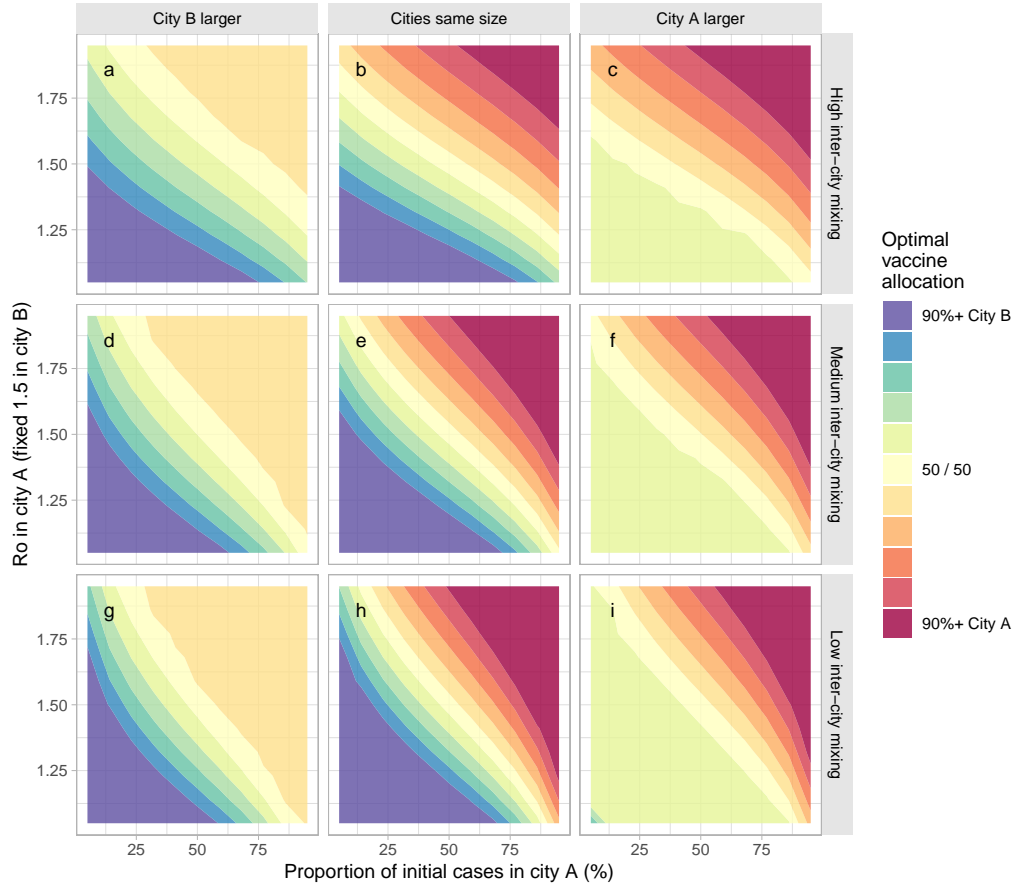 City B larger
Cities same size
City A larger
a
b
c
1.75
1.50
1.25
High inter−city mixing
d
e
f
1.75
1.50
1.25
Medium inter−city mixing
g
h
i
1.75
1.50
1.25
Low inter−city mixing
25
50
75
25
50
75
25
50
75
Ro in city A (fixed 1.5 in city B)
Proportion of initial cases in city A (%)
Optimal
vaccine
allocation
90%+ City B
50 / 50
90%+ City A